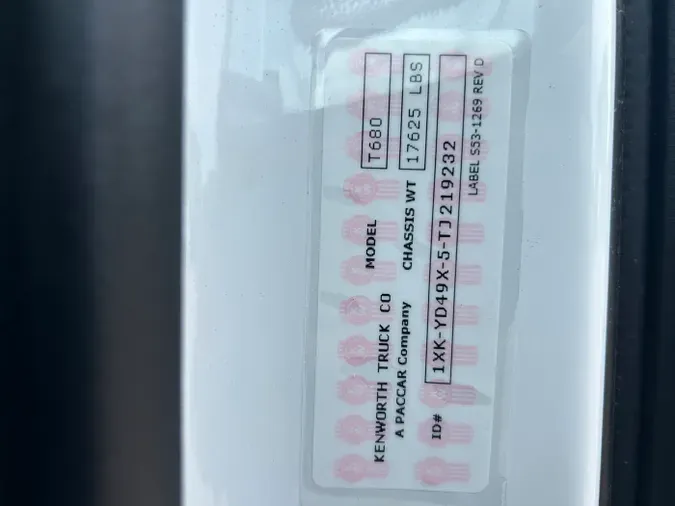 KENWORTH TRUCK CO MODEL T680
A PACCAR Company CHASSIS WT 17625 LBS
ID# 1XK-YD49X-5-TJ219232
LABEL S53-1269 REV D